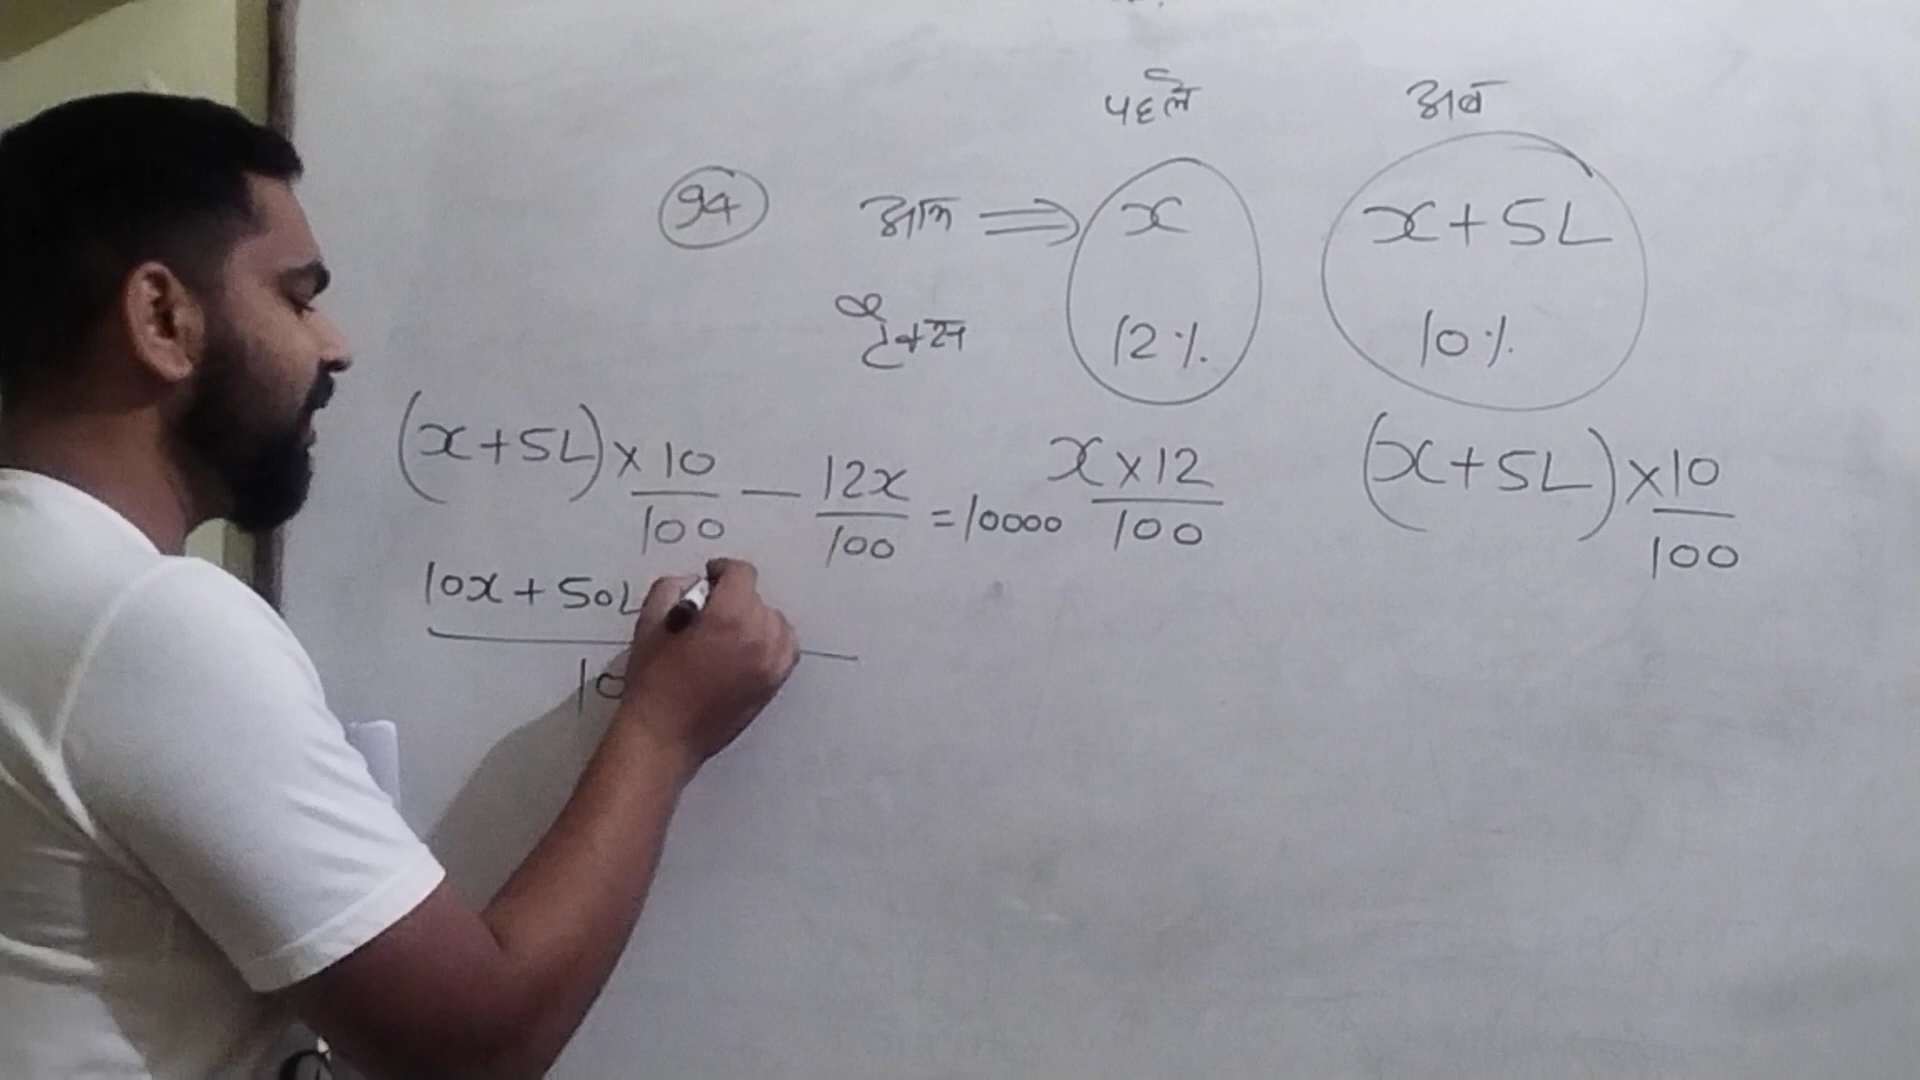 पहले अब
94 आय ⇒ x x+5L
टैक्स 12% 10%
(x+5L)×10/100 − 12x/100 = 10000
x×12/100
(x+5L)×10/100
10x+50L
10